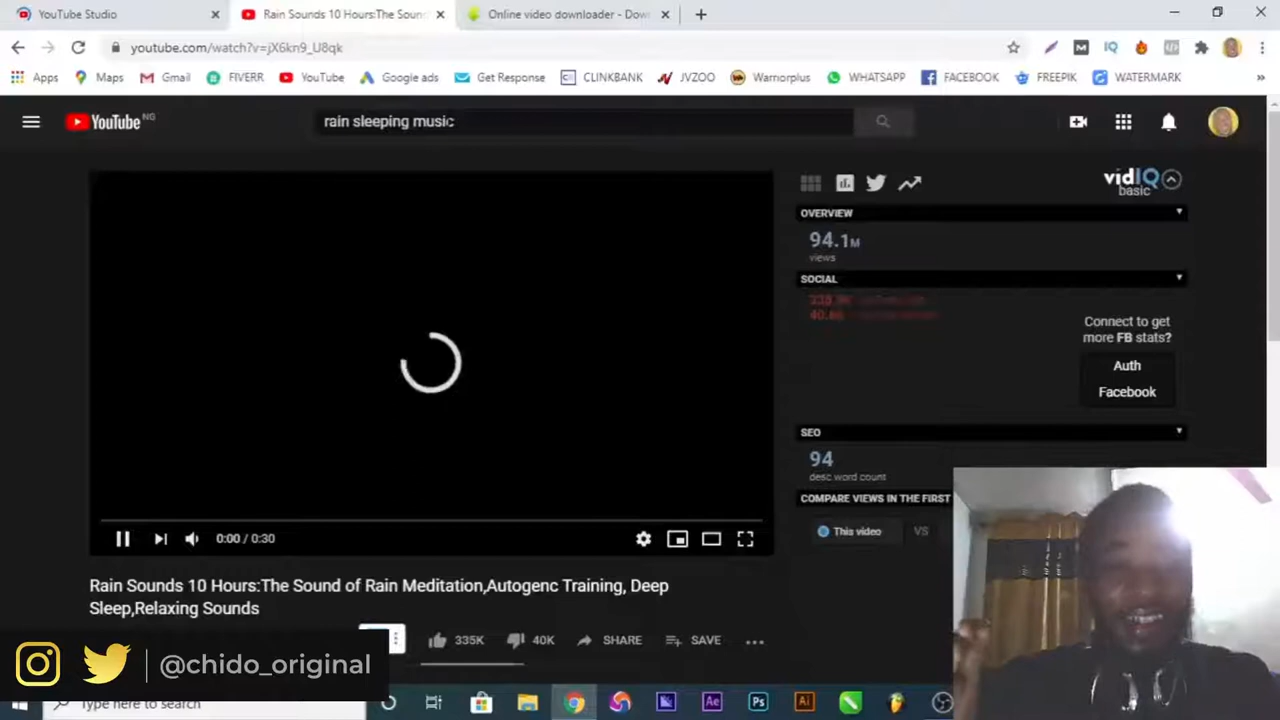 YouTube Studio
Rain Sounds 10 Hours:The Soun
Online video downloader - Dow
youtube.com/watch?v=jX6kn9_U8qk
Apps
Maps
Gmail
FIVERR
YouTube
Google ads
Get Response
CLINKBANK
JVZOO
Warnorplus
WHATSAPP
FACEBOOK
FREEPIK
WATERMARK
YouTube NG
rain sleeping music
vidIQ
basic
OVERVIEW
94.1M
views
SOCIAL
Connect to get
more FB stats?
Auth
Facebook
SEO
94
desc word count
COMPARE VIEWS IN THE FIRST
This video
VS
0:00 / 0:30
Rain Sounds 10 Hours:The Sound of Rain Meditation,Autogenc Training, Deep
Sleep,Relaxing Sounds
335K
40K
SHARE
SAVE
@chido_original
Type here to search
Ae
Ps
Ai